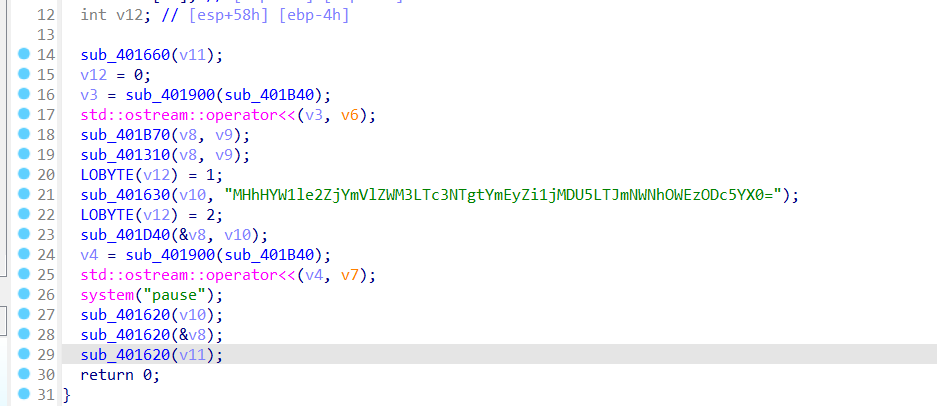 12 int v12; // [esp+58h] [ebp-4h]
13
14 sub_401660(v11);
15 v12 = 0;
16 v3 = sub_401900(sub_401B40);
17 std::ostream::operator<<(v3, v6);
18 sub_401B70(v8, v9);
19 sub_401310(v8, v9);
20 LOBYTE(v12) = 1;
21 sub_401630(v10, "MHhHYW1le2ZjYmVlZWM3LTc3NTgtYmEyZi1jMDU5LTJmNWNhOWEzODc5YX0=");
22 LOBYTE(v12) = 2;
23 sub_401D40(&v8, v10);
24 v4 = sub_401900(sub_401B40);
25 std::ostream::operator<<(v4, v7);
26 system("pause");
27 sub_401620(v10);
28 sub_401620(&v8);
29 sub_401620(v11);
30 return 0;
31 }